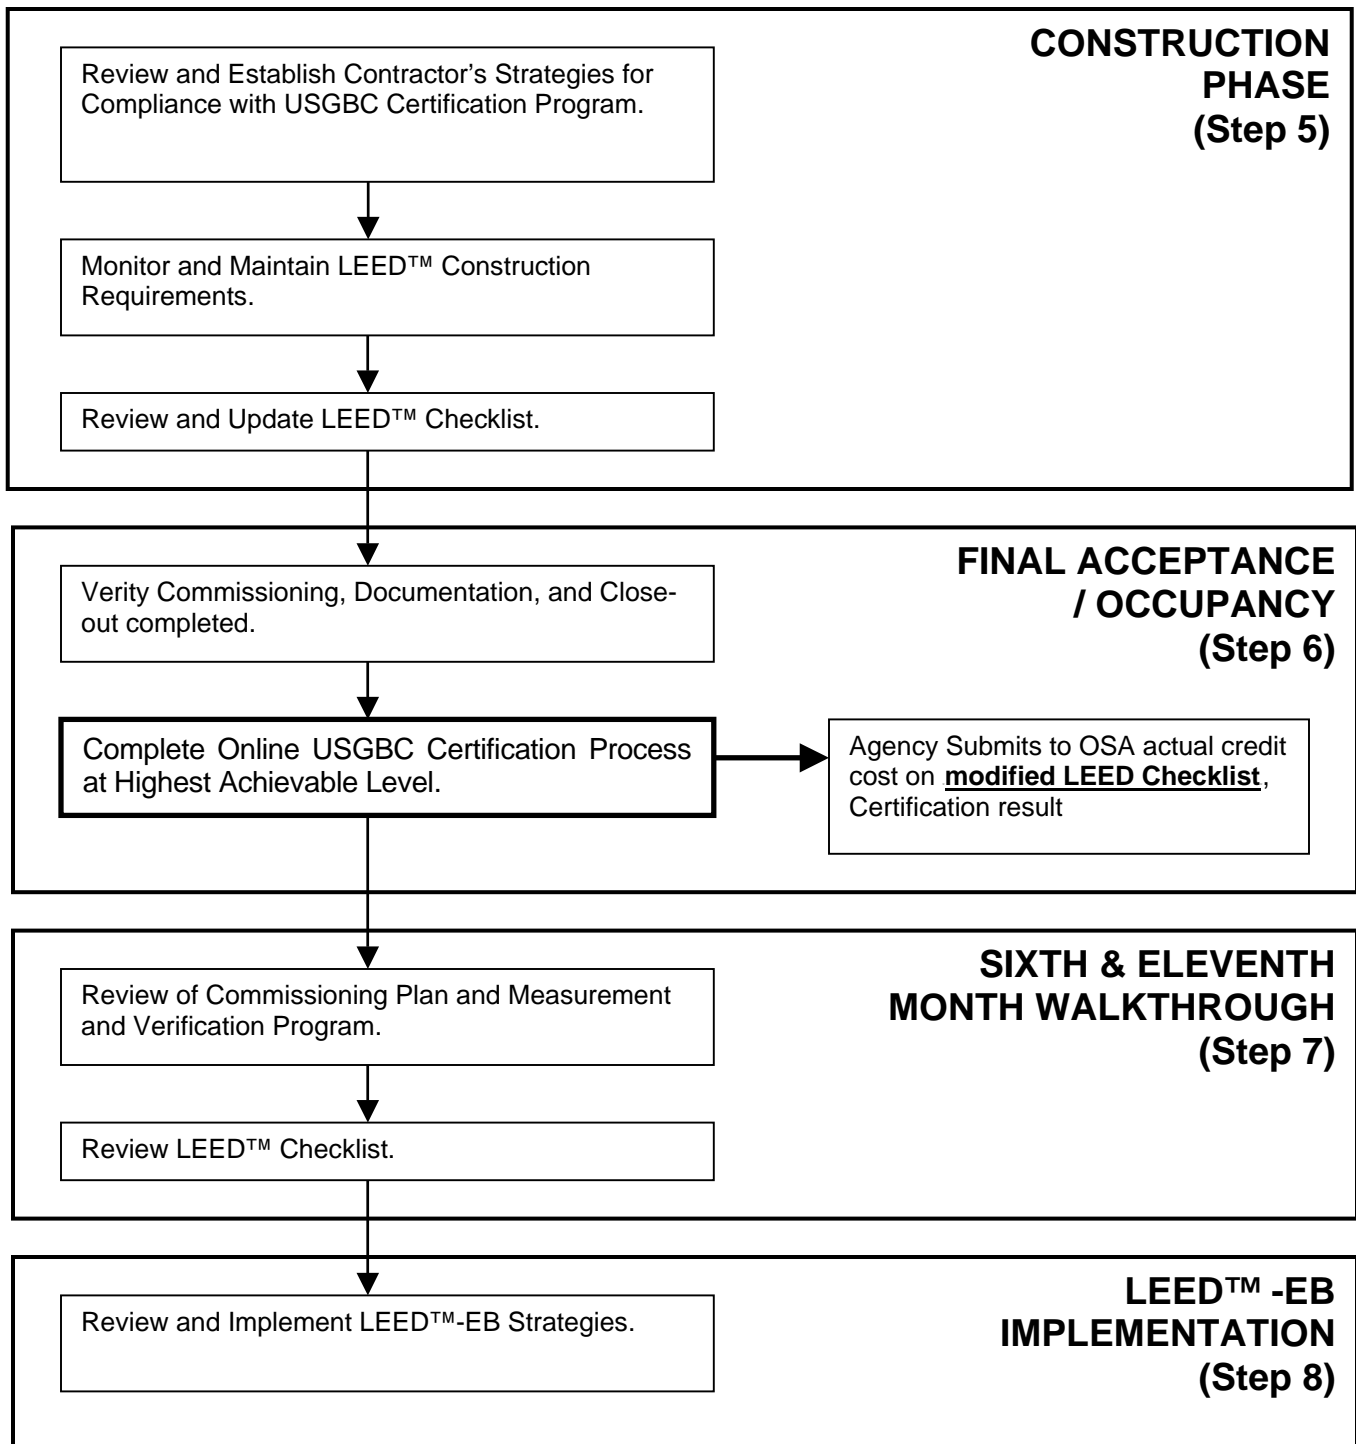 CONSTRUCTION
PHASE
(Step 5)
Review and Establish Contractor's Strategies for
Compliance with USGBC Certification Program.
Monitor and Maintain LEED™ Construction
Requirements.
Review and Update LEED™ Checklist.
FINAL ACCEPTANCE
/ OCCUPANCY
(Step 6)
Verity Commissioning, Documentation, and Close-
out completed.
Complete Online USGBC Certification Process
at Highest Achievable Level.
Agency Submits to OSA actual credit
cost on modified LEED Checklist,
Certification result
SIXTH & ELEVENTH
MONTH WALKTHROUGH
(Step 7)
Review of Commissioning Plan and Measurement
and Verification Program.
Review LEED™ Checklist.
LEED™ -EB
IMPLEMENTATION
(Step 8)
Review and Implement LEED™-EB Strategies.